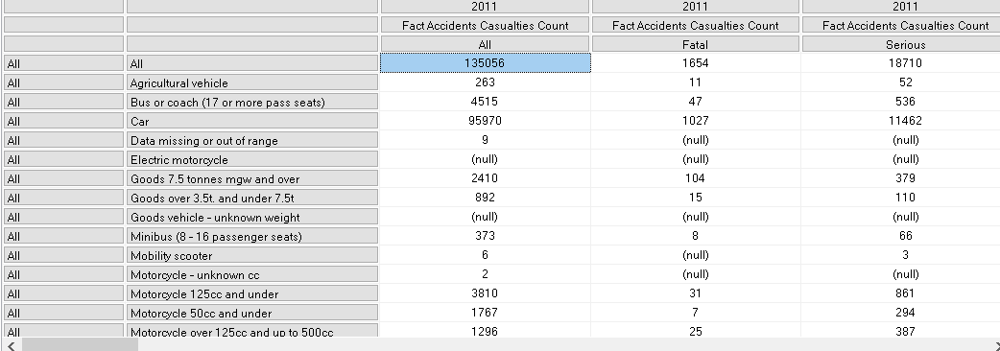 2011 2011 2011
Fact Accidents Casualties Count Fact Accidents Casualties Count Fact Accidents Casualties Count
All Fatal Serious
All All 135056 1654 18710
All Agricultural vehicle 263 11 52
All Bus or coach (17 or more pass seats) 4515 47 536
All Car 95970 1027 11462
All Data missing or out of range 9 (null) (null)
All Electric motorcycle (null) (null) (null)
All Goods 7.5 tonnes mgw and over 2410 104 379
All Goods over 3.5t. and under 7.5t 892 15 110
All Goods vehicle - unknown weight (null) (null) (null)
All Minibus (8 - 16 passenger seats) 373 8 66
All Mobility scooter 6 (null) 3
All Motorcycle - unknown cc 2 (null) (null)
All Motorcycle 125cc and under 3810 31 861
All Motorcycle 50cc and under 1767 7 294
All Motorcycle over 125cc and up to 500cc 1296 25 387